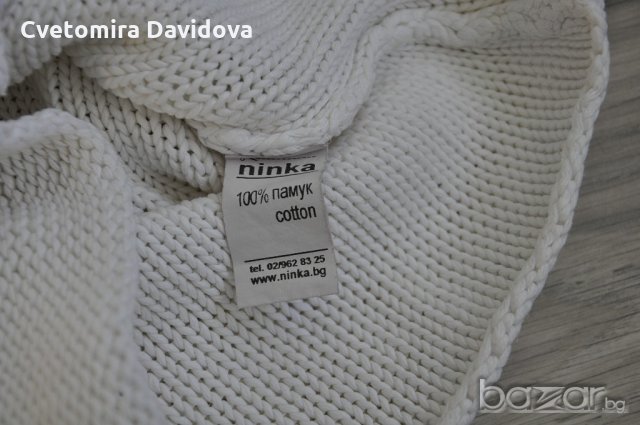 Cvetomira Davidova
ninka
100% памук
cotton
tel. 02/962 83 25
www.ninka.bg
bazar.bg